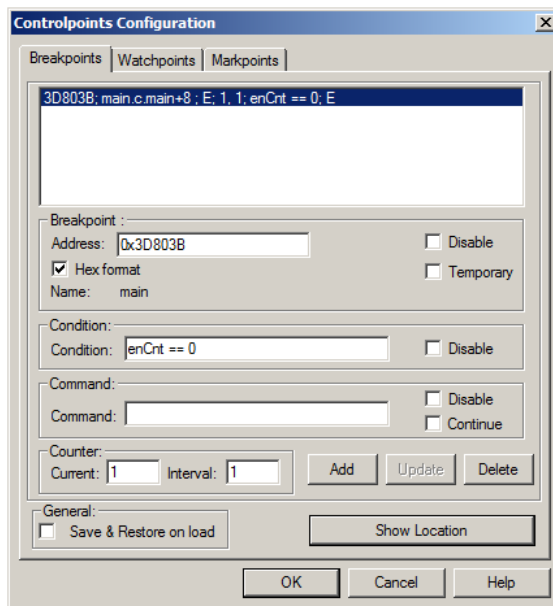 Controlpoints Configuration
Breakpoints Watchpoints Markpoints
3D803B; main.c.main+8 ; E; 1, 1; enCnt == 0; E
Breakpoint :
Address: 0x3D803B Disable
Hex format Temporary
Name: main
Condition:
Condition: enCnt == 0 Disable
Command:
Disable
Command:
Continue
Counter:
Current: 1 Interval: 1 Add Update Delete
General:
Save & Restore on load Show Location
OK Cancel Help